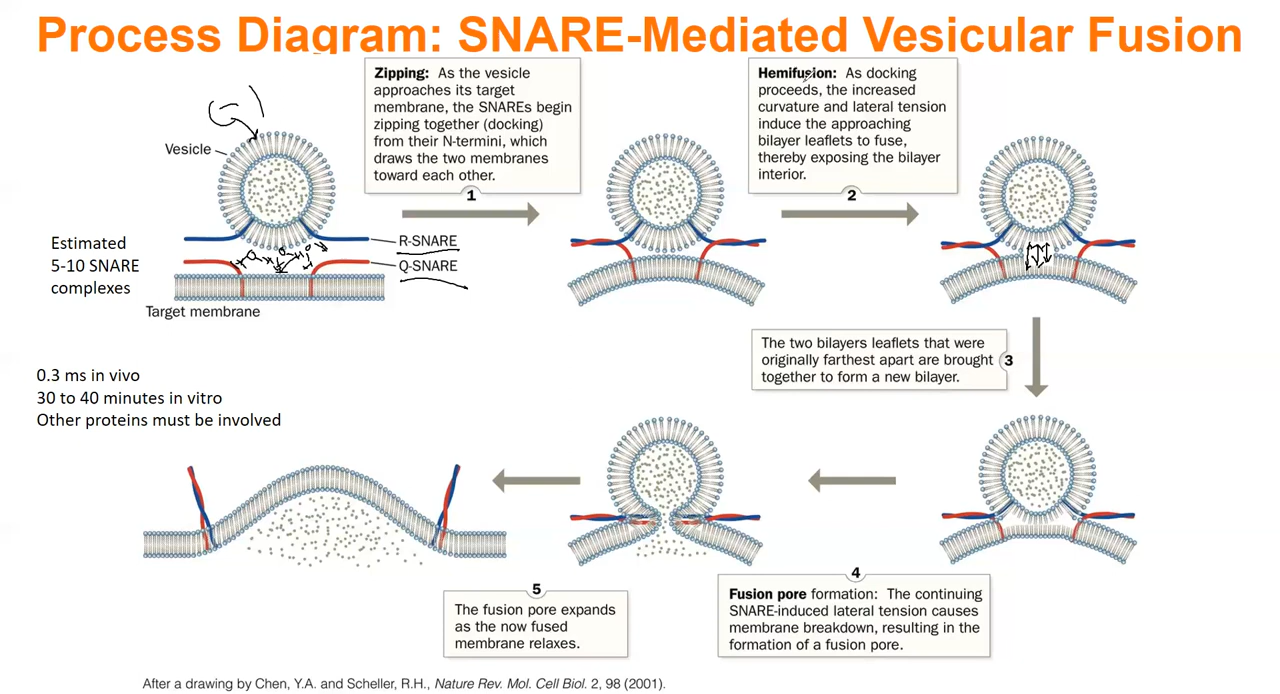 Process Diagram: SNARE-Mediated Vesicular Fusion
Zipping: As the vesicle
approaches its target
membrane, the SNAREs begin
zipping together (docking)
from their N-termini, which
draws the two membranes
toward each other.
1
Hemifusion: As docking
proceeds, the increased
curvature and lateral tension
induce the approaching
bilayer leaflets to fuse,
thereby exposing the bilayer
interior.
2
Vesicle
R-SNARE
Q-SNARE
Estimated
5-10 SNARE
complexes
Target membrane
The two bilayers leaflets that were
originally farthest apart are brought
together to form a new bilayer.
3
0.3 ms in vivo
30 to 40 minutes in vitro
Other proteins must be involved
4
Fusion pore formation: The continuing
SNARE-induced lateral tension causes
membrane breakdown, resulting in the
formation of a fusion pore.
5
The fusion pore expands
as the now fused
membrane relaxes.
After a drawing by Chen, Y.A. and Scheller, R.H., Nature Rev. Mol. Cell Biol. 2, 98 (2001).